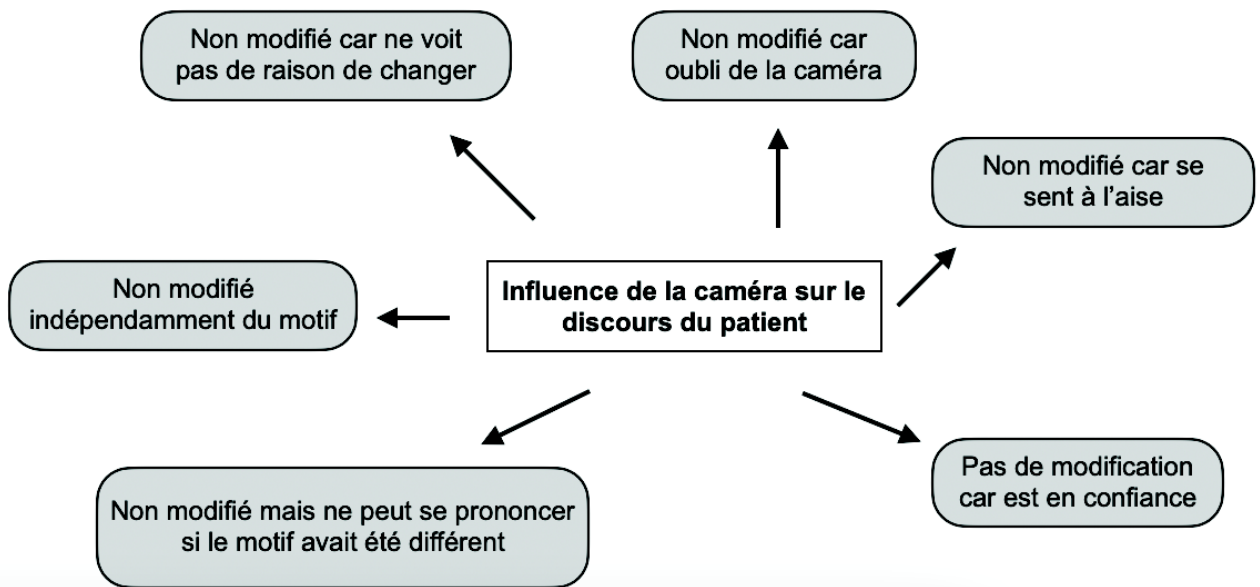 Non modifié car ne voit
pas de raison de changer
Non modifié car
oubli de la caméra
Non modifié car se
sent à l'aise
Non modifié
indépendamment du motif
Influence de la caméra sur le
discours du patient
Non modifié mais ne peut se prononcer
si le motif avait été différent
Pas de modification
car est en confiance